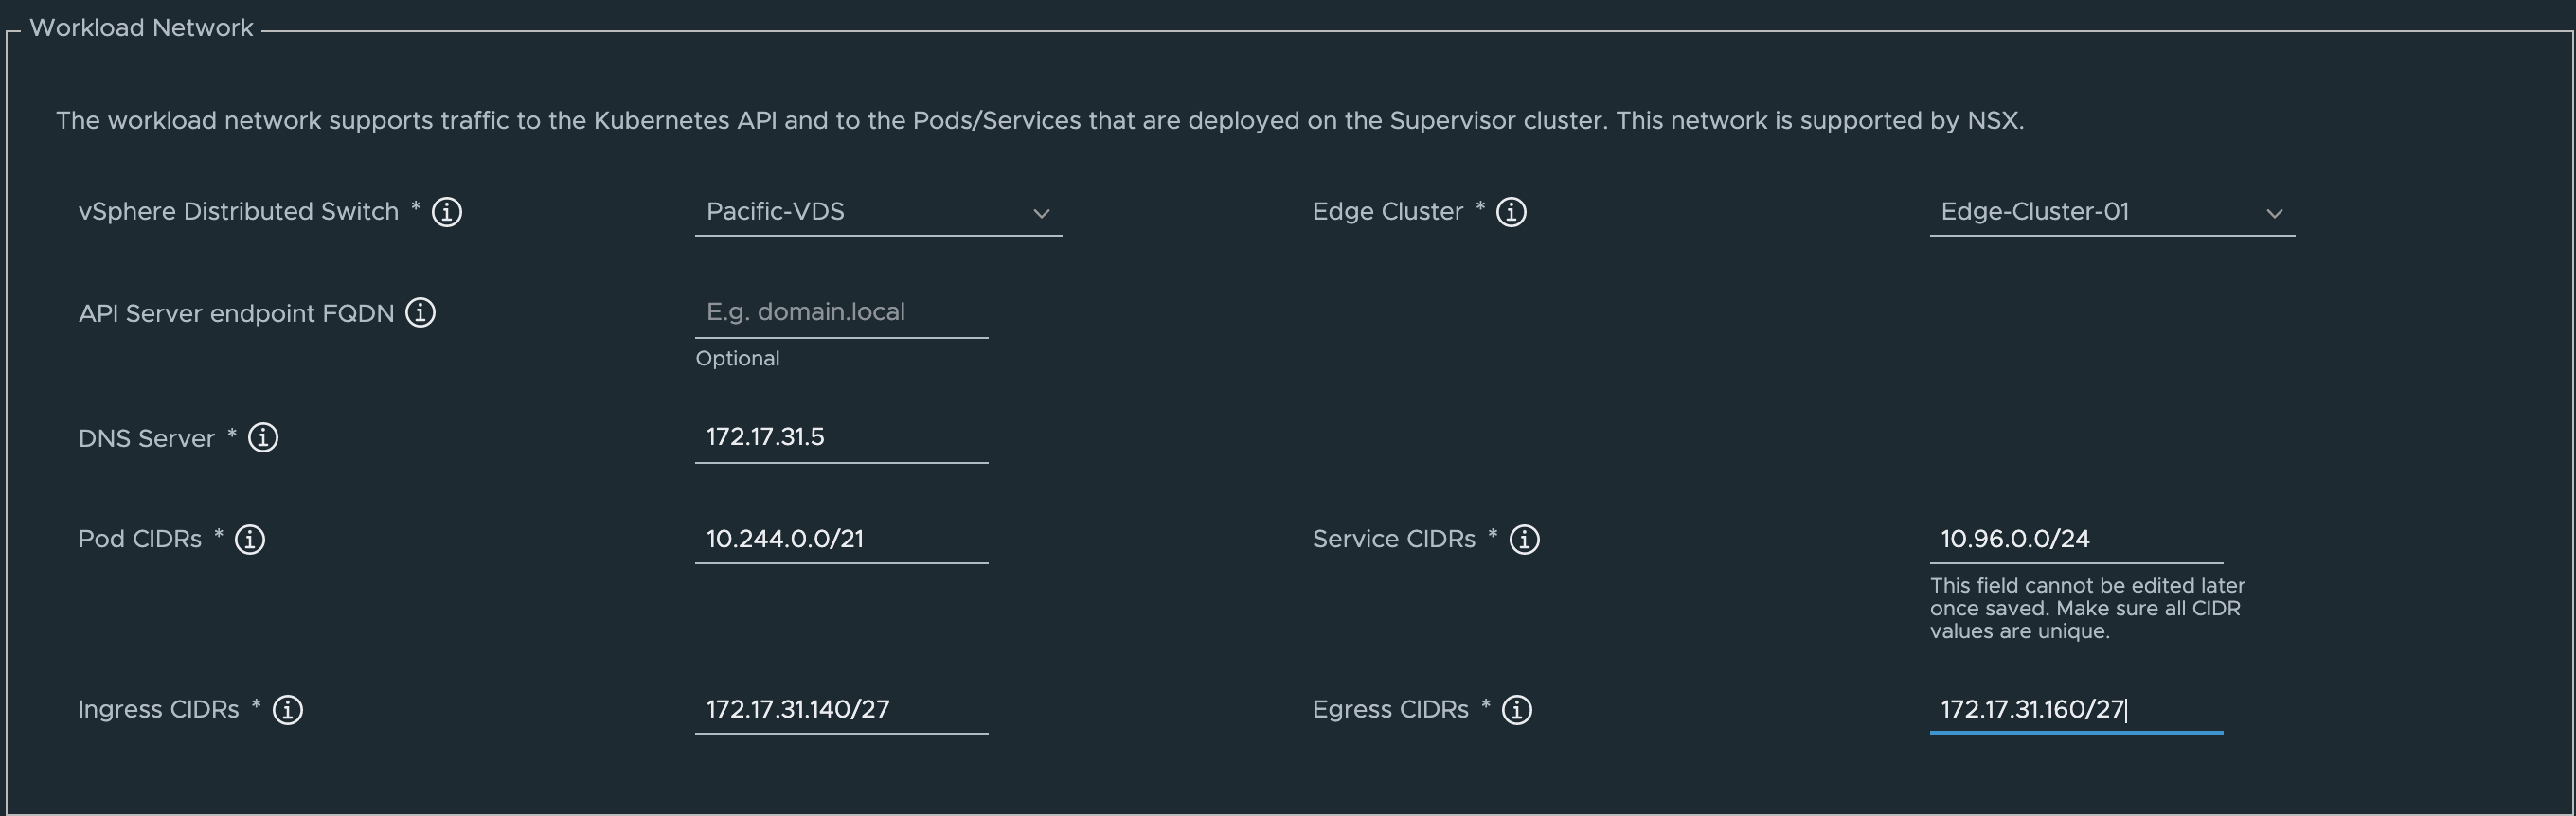 Workload Network
The workload network supports traffic to the Kubernetes API and to the Pods/Services that are deployed on the Supervisor cluster. This network is supported by NSX.
vSphere Distributed Switch * Pacific-VDS Edge Cluster * Edge-Cluster-01
API Server endpoint FQDN E.g. domain.local
Optional
DNS Server * 172.17.31.5
Pod CIDRs * 10.244.0.0/21 Service CIDRs * 10.96.0.0/24
This field cannot be edited later
once saved. Make sure all CIDR
values are unique.
Ingress CIDRs * 172.17.31.140/27 Egress CIDRs * 172.17.31.160/27